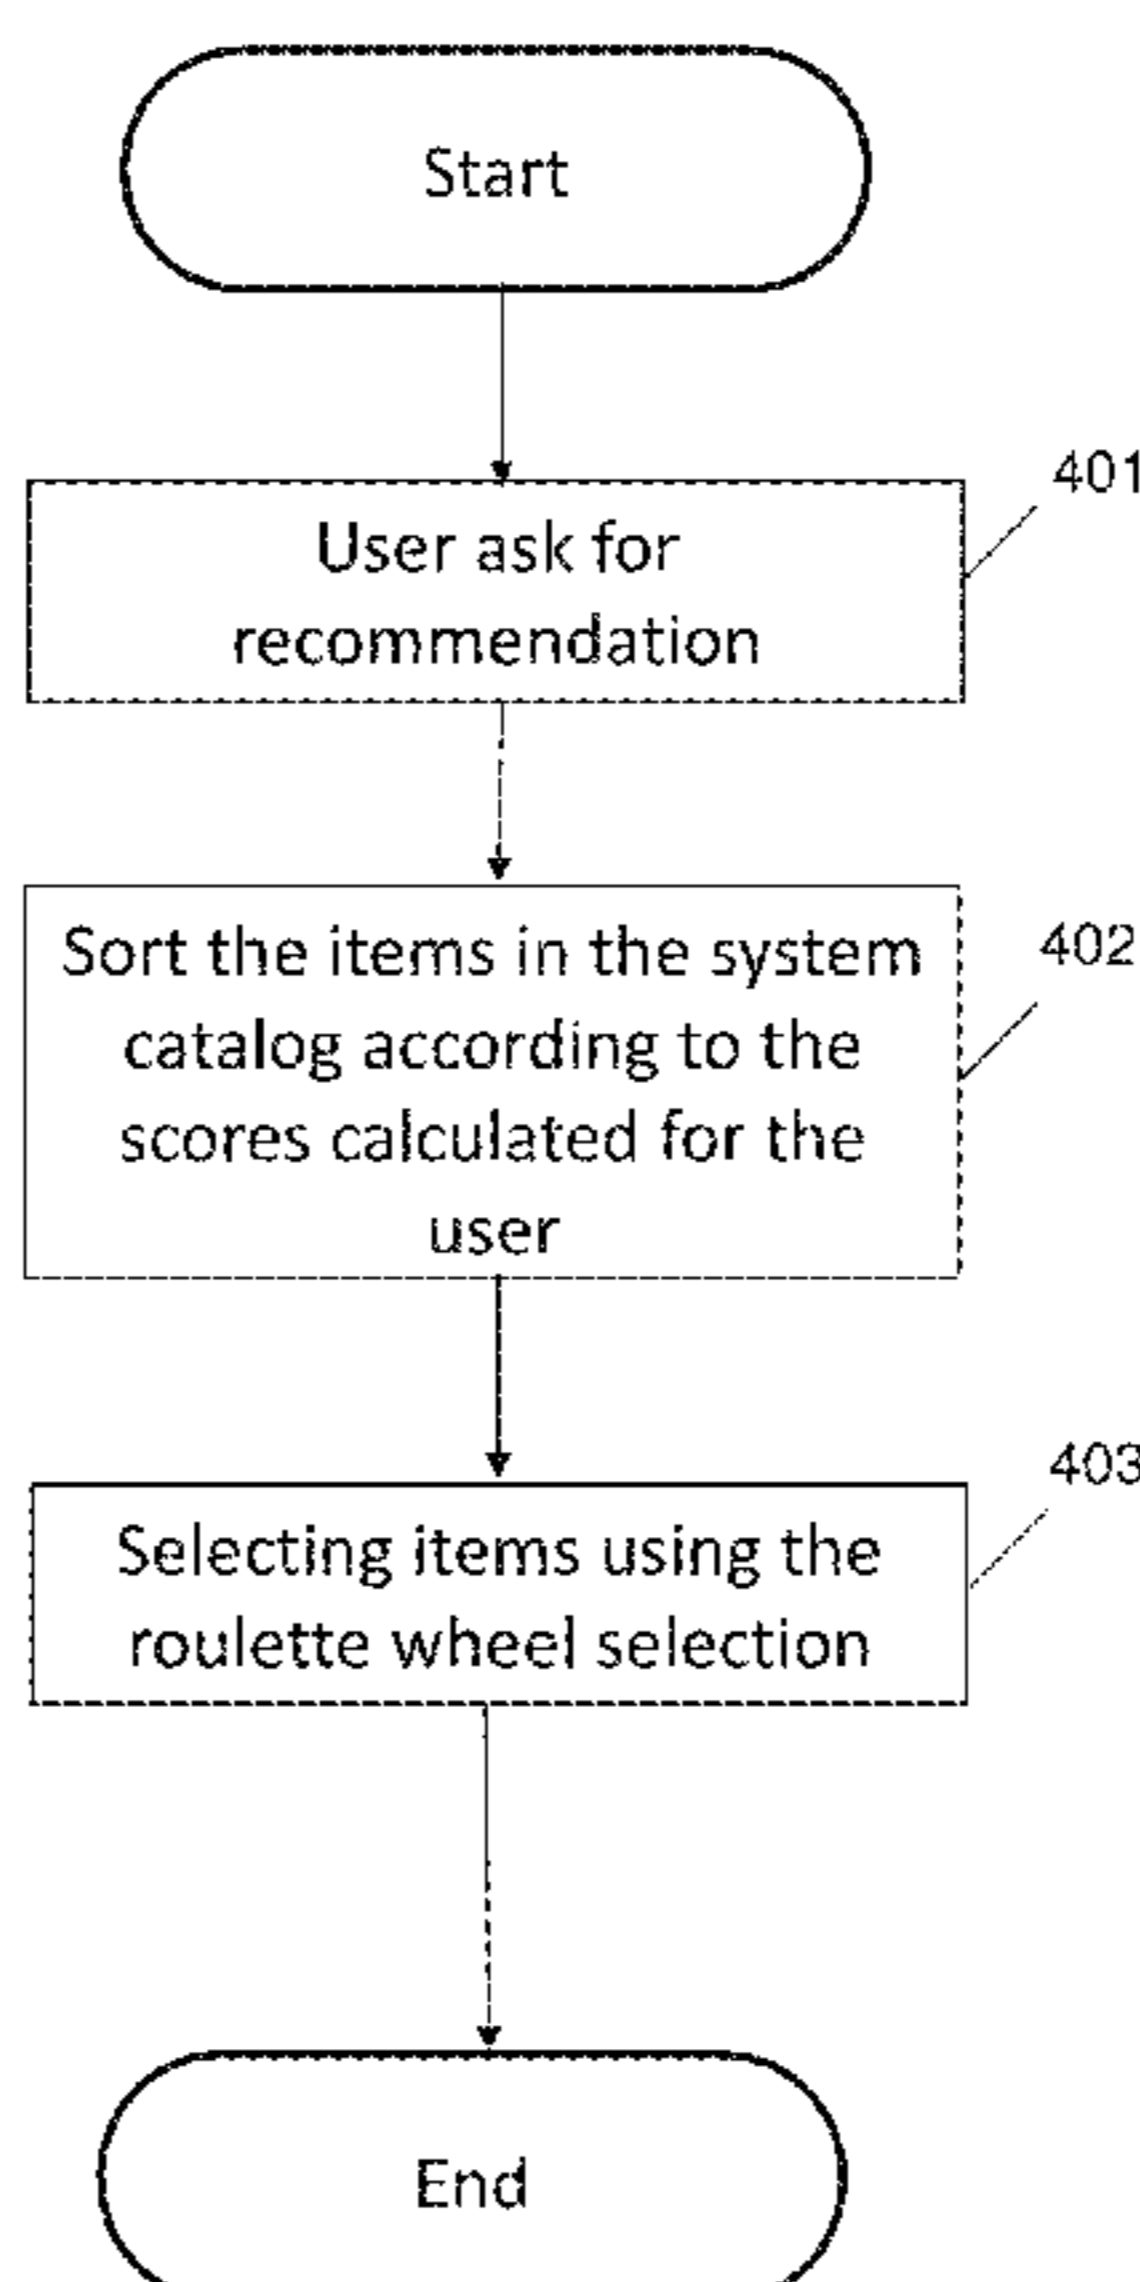 Start
401
User ask for
recommendation
402
Sort the items in the system
catalog according to the
scores calculated for the
user
403
Selecting items using the
roulette wheel selection
End